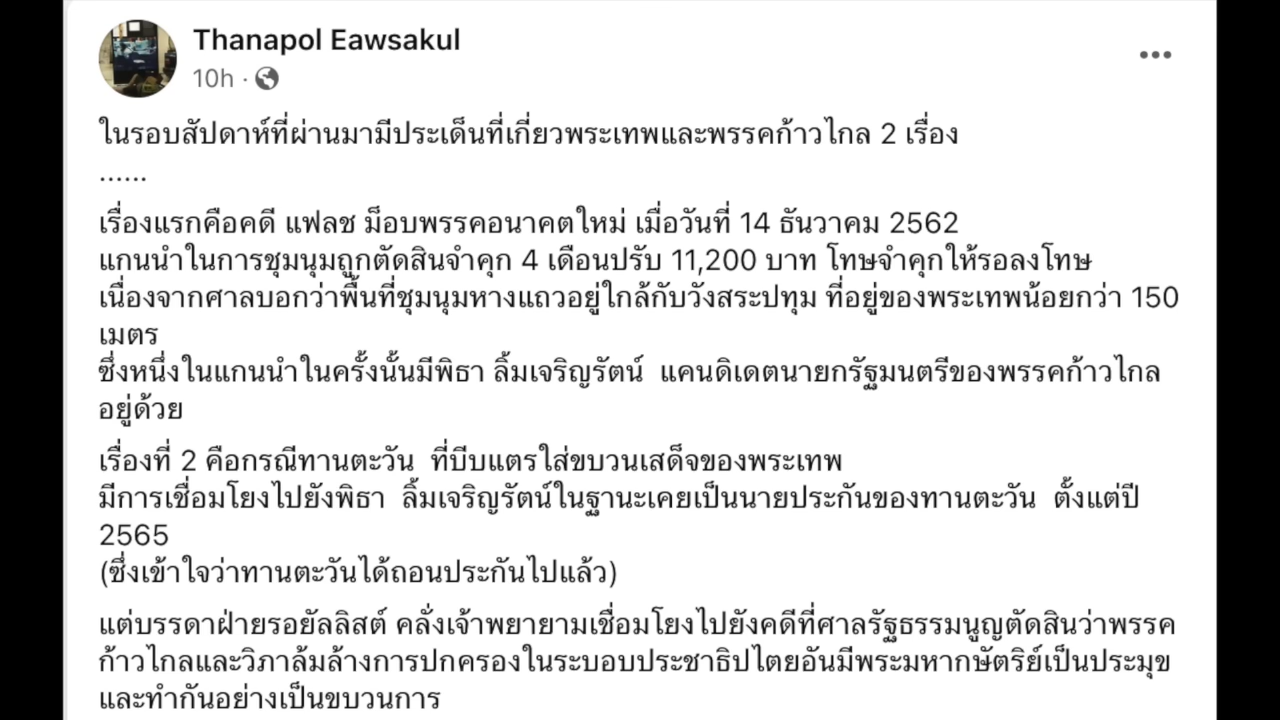 Thanapol Eawsakul
10h ·
ในรอบสัปดาห์ที่ผ่านมามีประเด็นที่เกี่ยวพระเทพและพรรคก้าวไกล 2 เรื่อง
......
เรื่องแรกคือคดี แฟลช ม็อบพรรคอนาคตใหม่ เมื่อวันที่ 14 ธันวาคม 2562
แกนนำในการชุมนุมถูกตัดสินจำคุก 4 เดือนปรับ 11,200 บาท โทษจำคุกให้รอลงโทษ
เนื่องจากศาลบอกว่าพื้นที่ชุมนุมหางแถวอยู่ใกล้กับวังสระปทุม ที่อยู่ของพระเทพน้อยกว่า 150
เมตร
ซึ่งหนึ่งในแกนนำในครั้งนั้นมีพิธา ลิ้มเจริญรัตน์ แคนดิเดตนายกรัฐมนตรีของพรรคก้าวไกล
อยู่ด้วย
เรื่องที่ 2 คือกรณีทานตะวัน ที่บีบแตรใส่ขบวนเสด็จของพระเทพ
มีการเชื่อมโยงไปยังพิธา ลิ้มเจริญรัตน์ในฐานะเคยเป็นนายประกันของทานตะวัน ตั้งแต่ปี
2565
(ซึ่งเข้าใจว่าทานตะวันได้ถอนประกันไปแล้ว)
แต่บรรดาฝ่ายรอยัลลิสต์ คลั่งเจ้าพยายามเชื่อมโยงไปยังคดีที่ศาลรัฐธรรมนูญตัดสินว่าพรรค
ก้าวไกลและวิภาล้มล้างการปกครองในระบอบประชาธิปไตยอันมีพระมหากษัตริย์เป็นประมุข
และทำกันอย่างเป็นขบวนการ